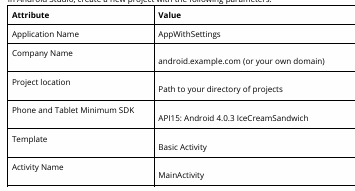 In Android Studio, create a new project with the following parameters:
Attribute Value
Application Name AppWithSettings
Company Name android.example.com (or your own domain)
Project location Path to your directory of projects
Phone and Tablet Minimum SDK API15: Android 4.0.3 IceCreamSandwich
Template Basic Activity
Activity Name MainActivity